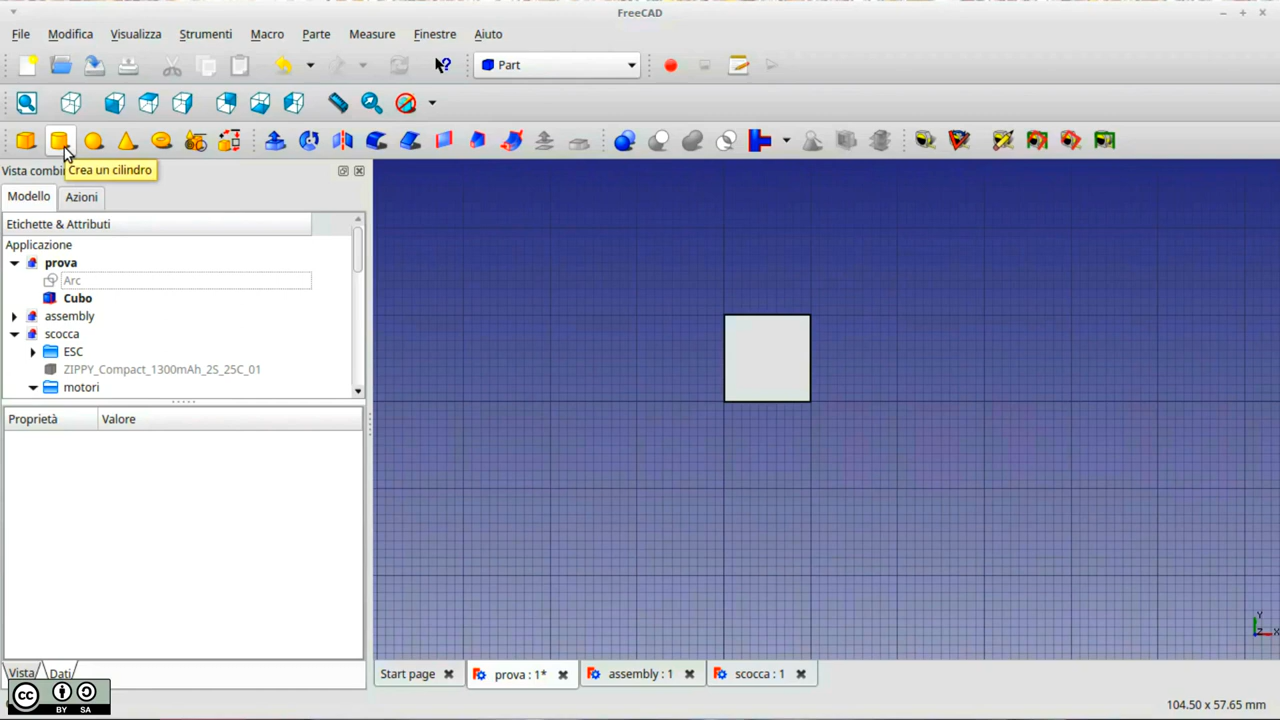 FreeCAD
File Modifica Visualizza Strumenti Macro Parte Measure Finestre Aiuto
Part
Crea un cilindro
Vista combi
Modello Azioni
Etichette & Attributi
Applicazione
prova
Arc
Cubo
assembly
scocca
ESC
ZIPPY_Compact_1300mAh_2S_25C_01
motori
Proprietà Valore
Y
Z X
Vista Dati
Start page prova : 1* assembly : 1 scocca : 1
cc BY SA
104.50 x 57.65 mm